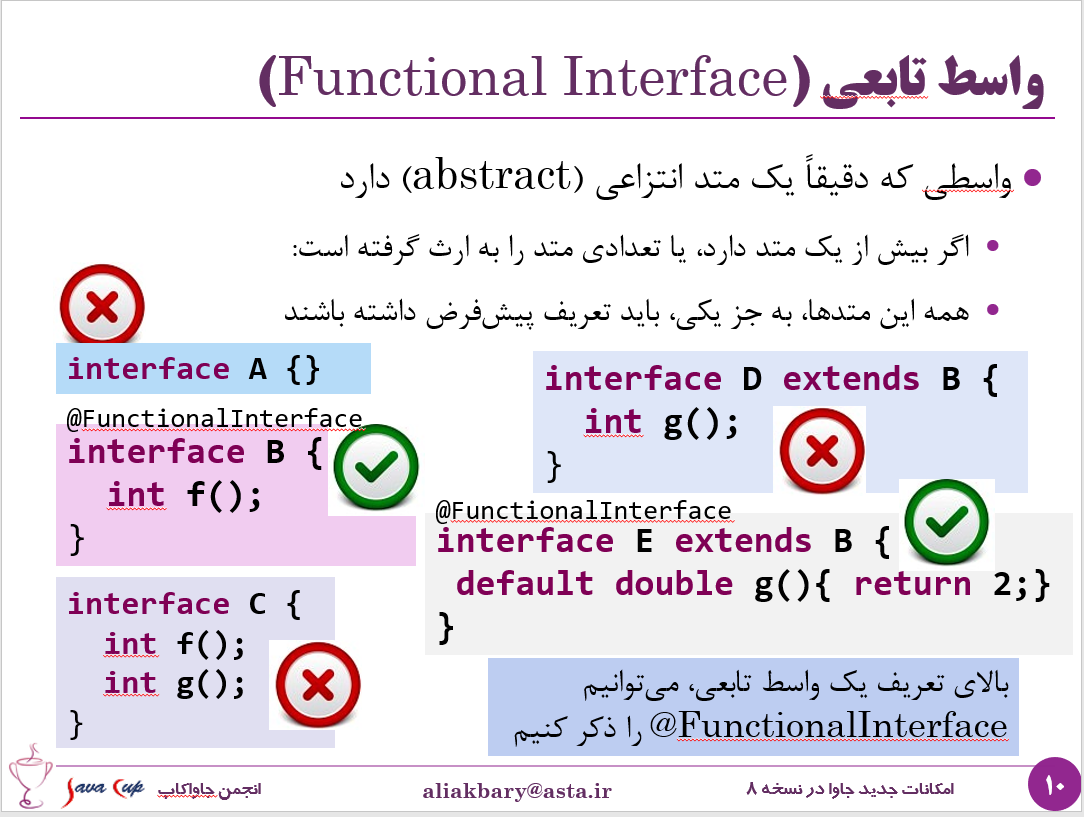 واسط تابعی (Functional Interface)
واسطی که دقیقاً یک متد انتزاعی (abstract) دارد
اگر بیش از یک متد دارد، یا تعدادی متد را به ارث گرفته است:
همه این متدها، به جز یکی، باید تعریف پیش‌فرض داشته باشند
interface A {}
@FunctionalInterface
interface B {
int f();
}
interface C {
int f();
int g();
}
interface D extends B {
int g();
}
@FunctionalInterface
interface E extends B {
default double g(){ return 2;}
}
بالای تعریف یک واسط تابعی، می‌توانیم
@FunctionalInterface را ذکر کنیم
۱۰
امکانات جدید جاوا در نسخه ۸
aliakbary@asta.ir
انجمن جاواکاپ
Java Cup